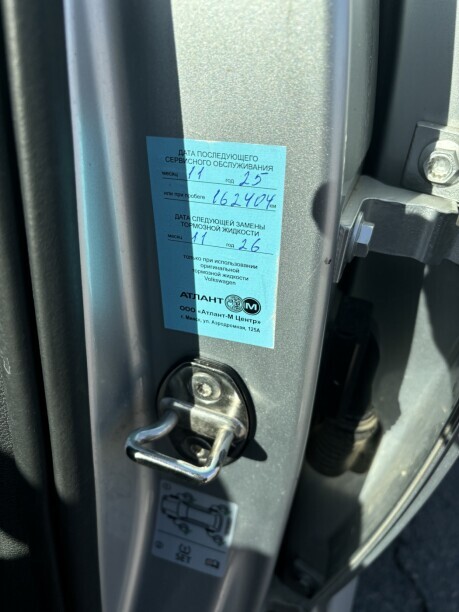 ДАТА ПОСЛЕДУЮЩЕГО
СЕРВИСНОГО ОБСЛУЖИВАНИЯ
месяц 11 год 25
или при пробеге 162404 км
ДАТА СЛЕДУЮЩЕЙ ЗАМЕНЫ
ТОРМОЗНОЙ ЖИДКОСТИ
месяц 11 год 26
только при использовании
оригинальной
тормозной жидкости
Volkswagen
АТЛАНТ М
ООО «Атлант-М Центр»
г. Минск, ул. Аэродромная, 125А